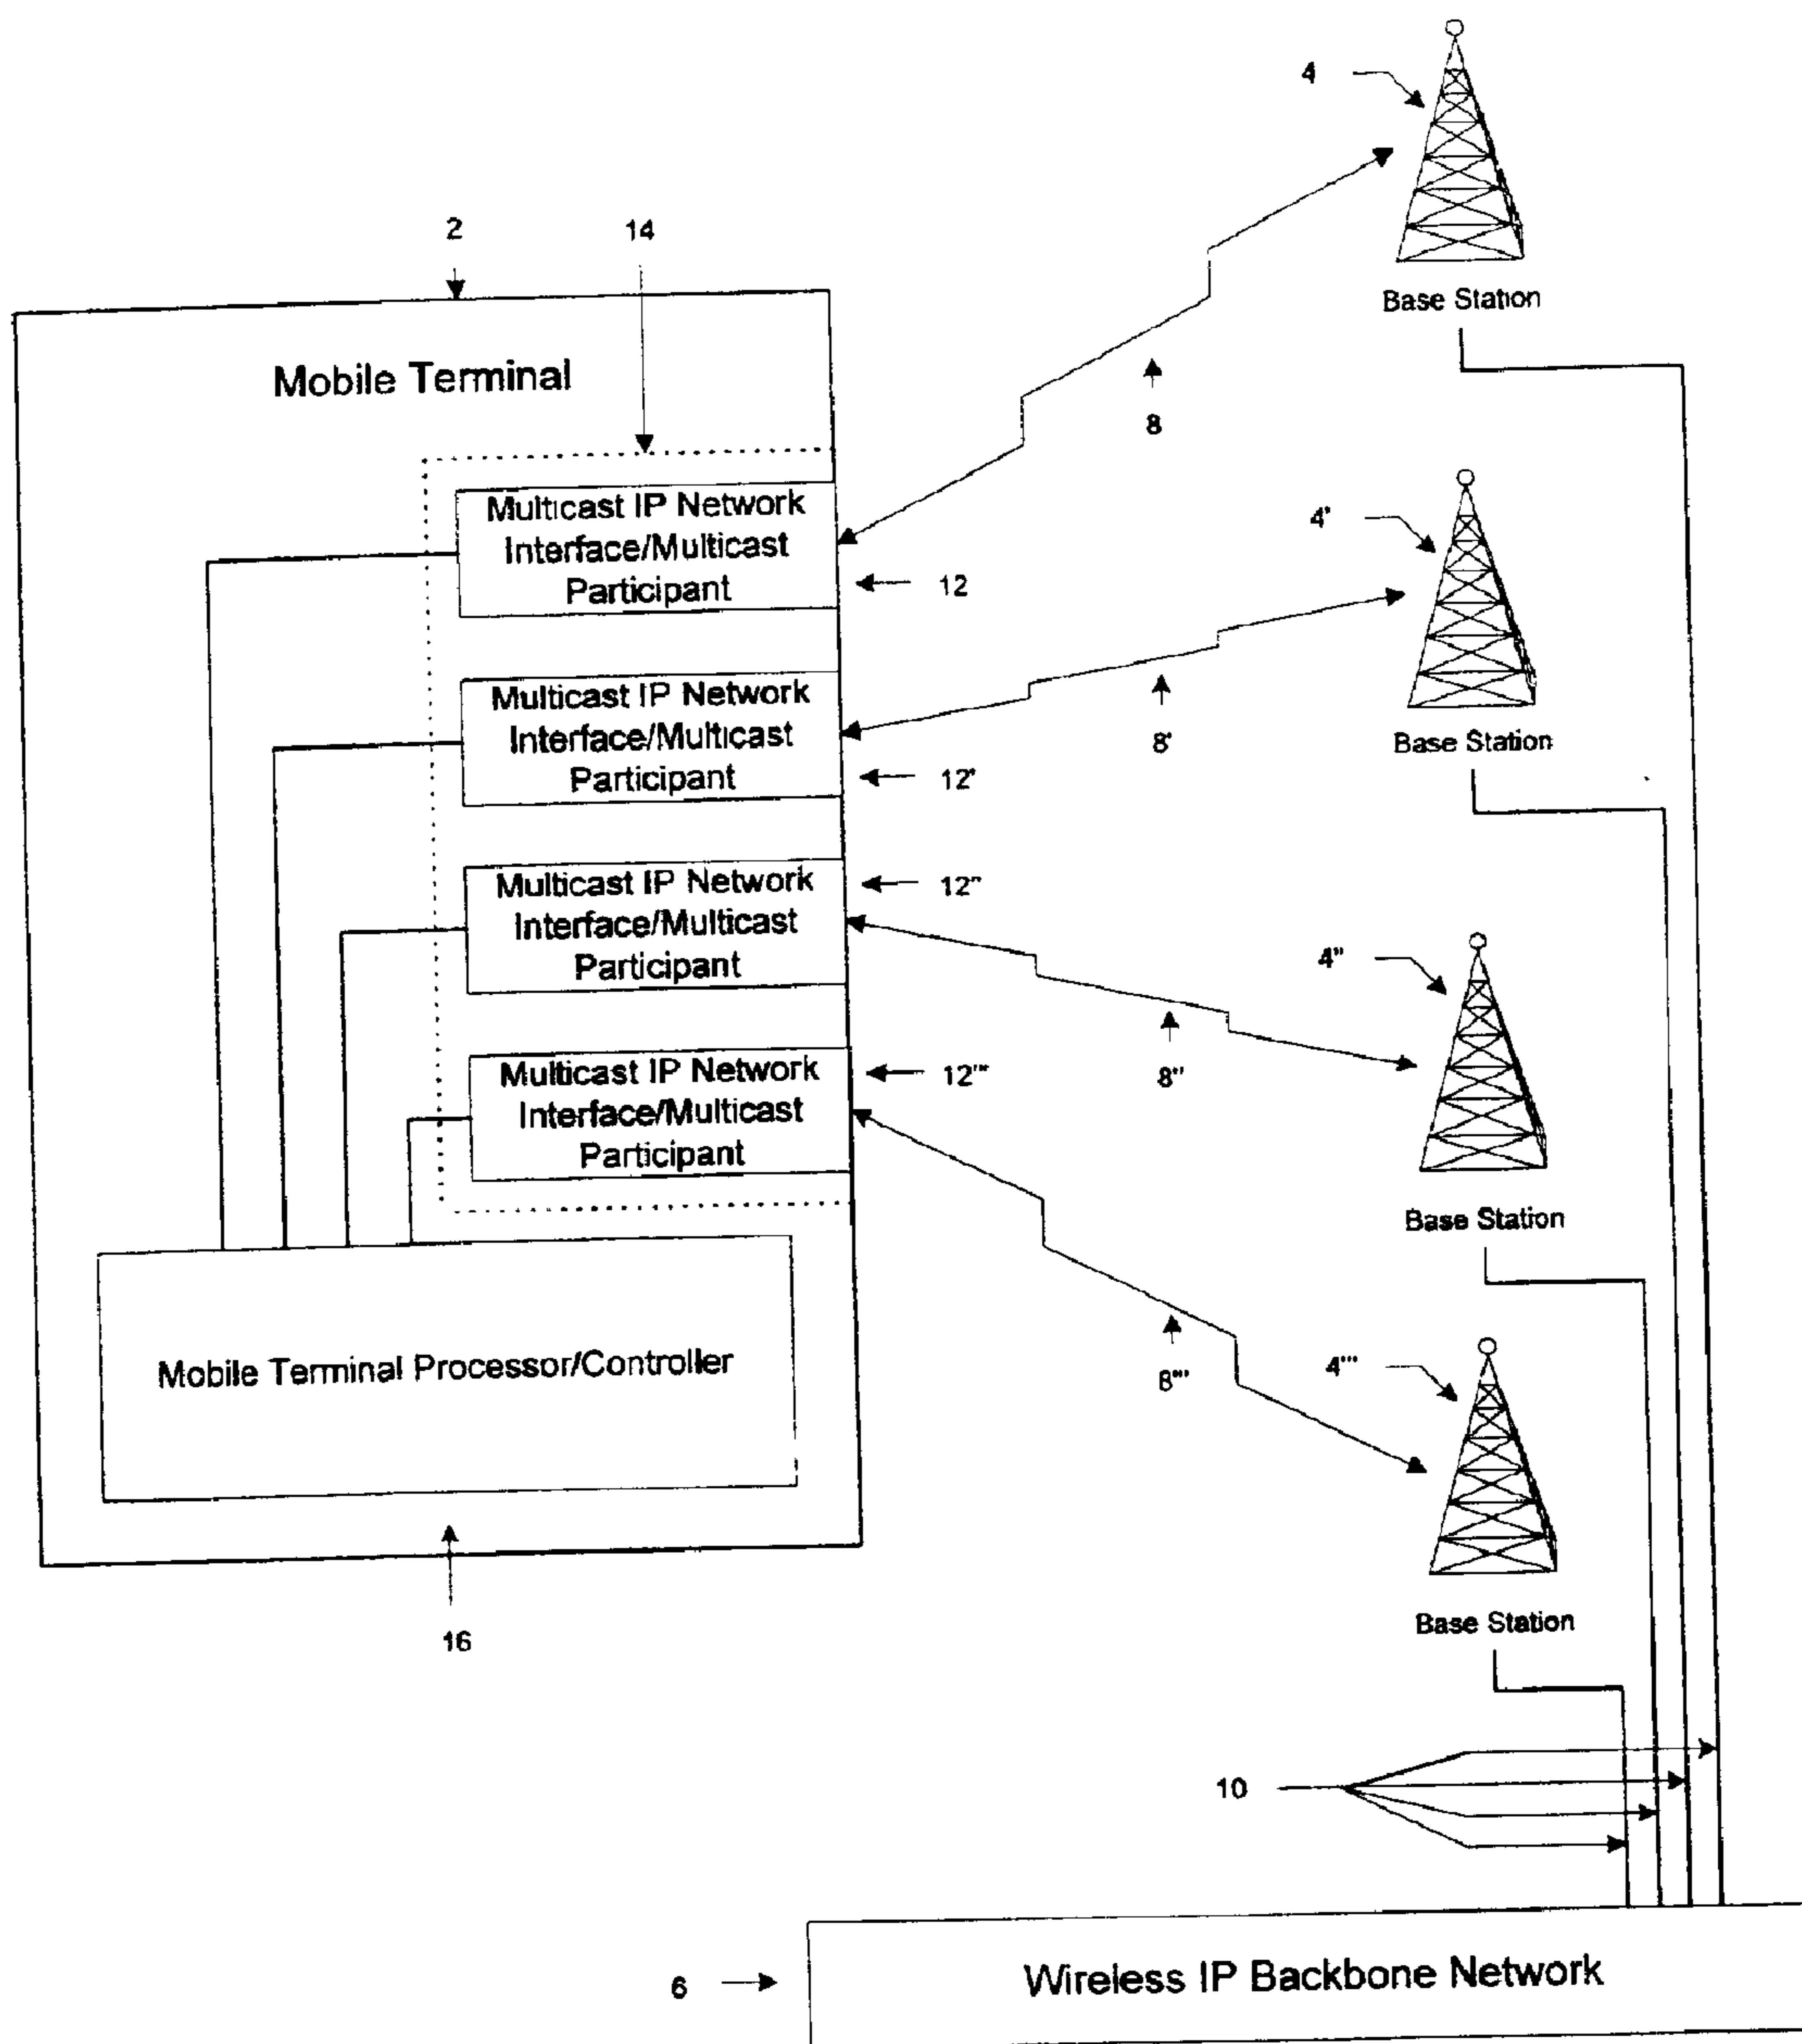 4
Base Station
2
14
Mobile Terminal
8
Multicast IP Network
Interface/Multicast
Participant
12
4'
Base Station
8'
Multicast IP Network
Interface/Multicast
Participant
12'
Multicast IP Network
Interface/Multicast
Participant
12''
4''
Base Station
8''
Multicast IP Network
Interface/Multicast
Participant
12'''
8'''
4'''
Base Station
Mobile Terminal Processor/Controller
16
10
6
Wireless IP Backbone Network